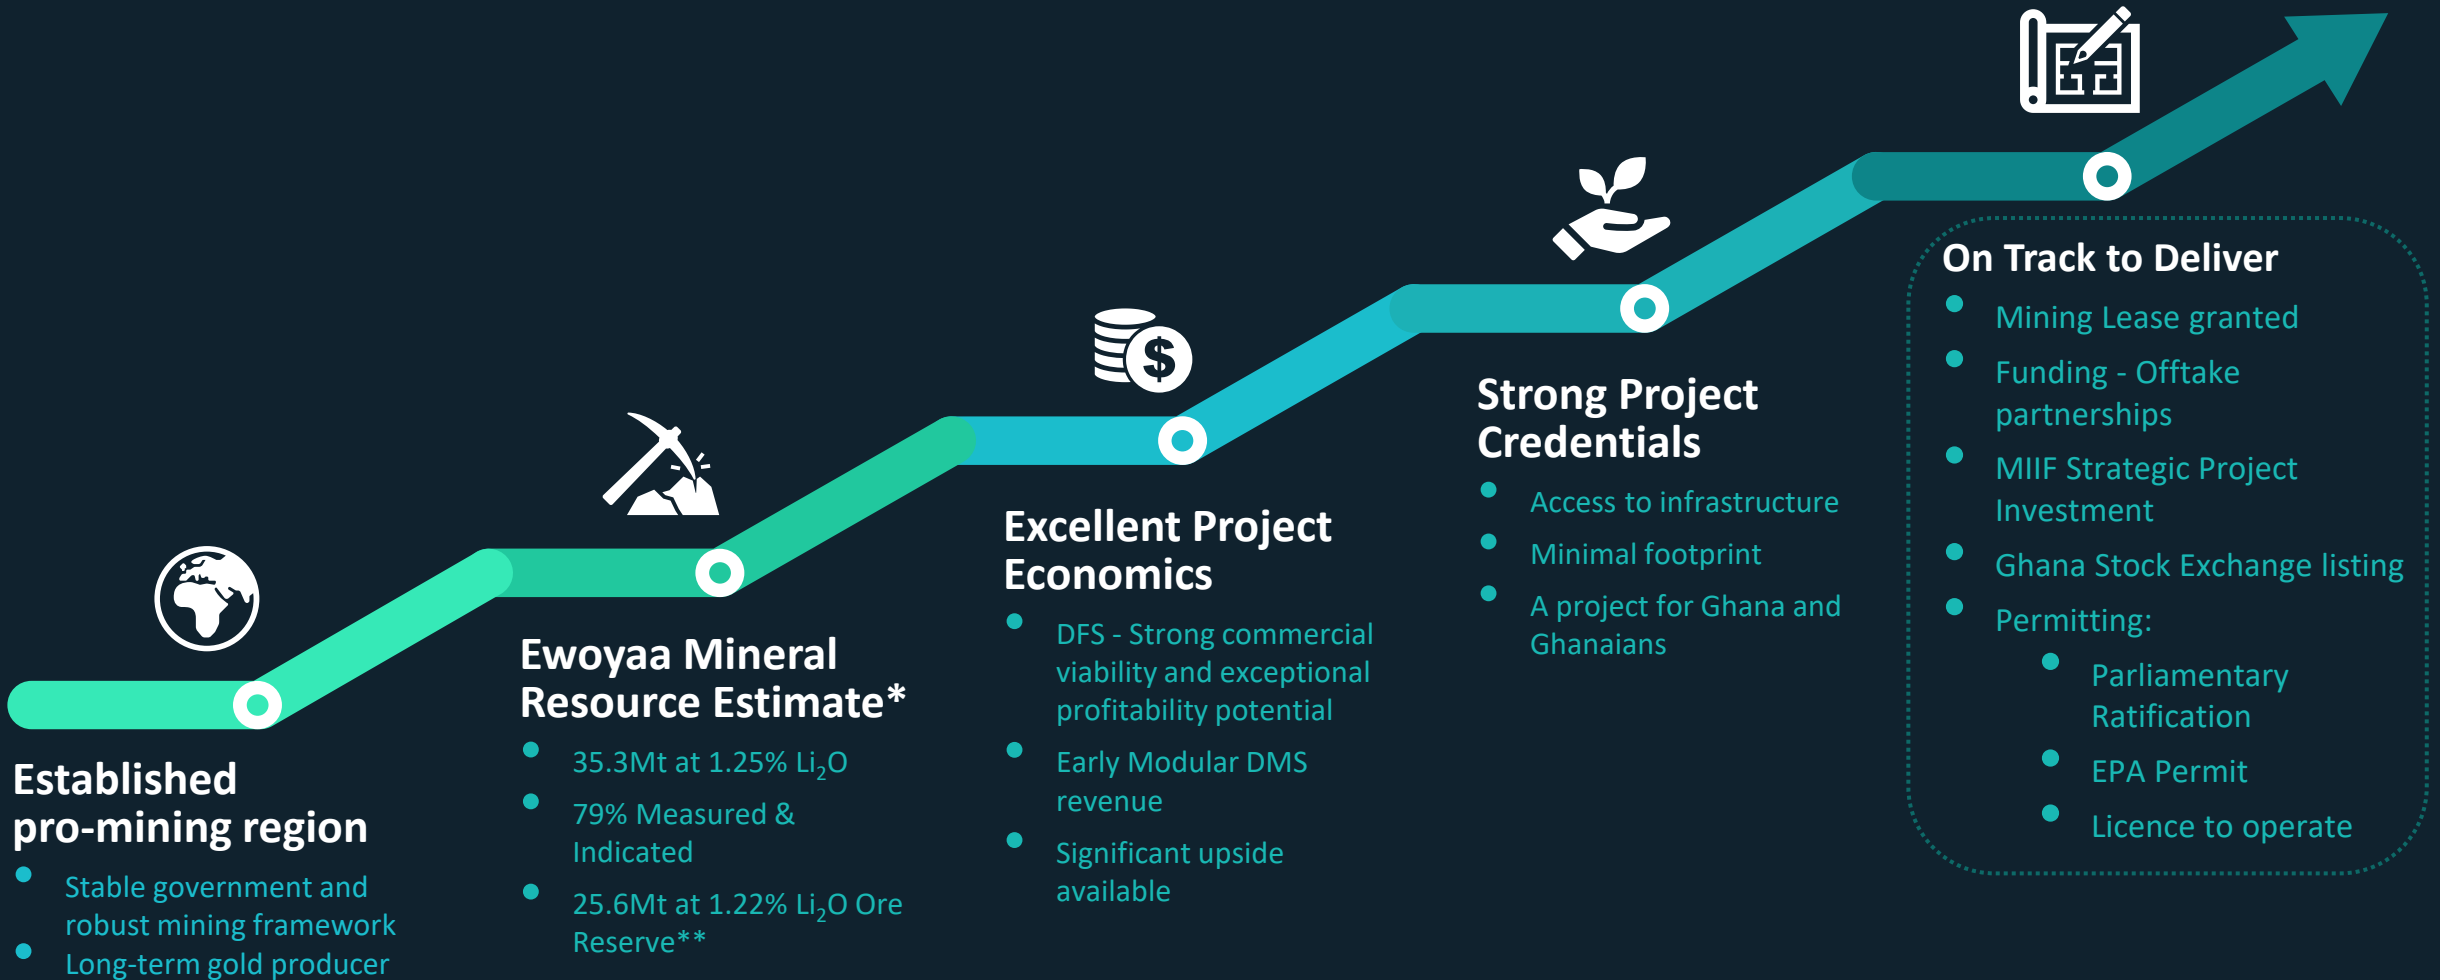 Established
pro-mining region
Stable government and
robust mining framework
Long-term gold producer
Ewoyaa Mineral
Resource Estimate*
35.3Mt at 1.25% Li₂O
79% Measured &
Indicated
25.6Mt at 1.22% Li₂O Ore
Reserve**
$
Excellent Project
Economics
DFS - Strong commercial
viability and exceptional
profitability potential
Early Modular DMS
revenue
Significant upside
available
Strong Project
Credentials
Access to infrastructure
Minimal footprint
A project for Ghana and
Ghanaians
On Track to Deliver
Mining Lease granted
Funding - Offtake
partnerships
MIIF Strategic Project
Investment
Ghana Stock Exchange listing
Permitting:
Parliamentary
Ratification
EPA Permit
Licence to operate